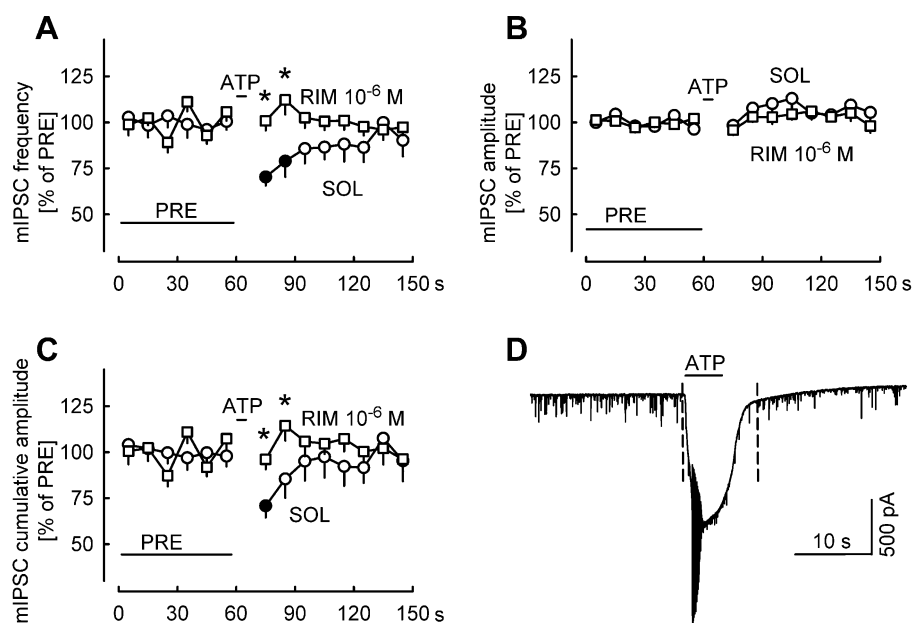 A
mIPSC frequency
[% of PRE]
125
100
75
50
ATP
*
*
RIM 10-6 M
SOL
PRE
0 30 60 90 120 150 s
B
mIPSC amplitude
[% of PRE]
125
100
75
50
ATP
SOL
RIM 10-6 M
PRE
0 30 60 90 120 150 s
C
mIPSC cumulative amplitude
[% of PRE]
125
100
75
50
ATP
*
*
RIM 10-6 M
SOL
PRE
0 30 60 90 120 150 s
D
ATP
10 s
500 pA